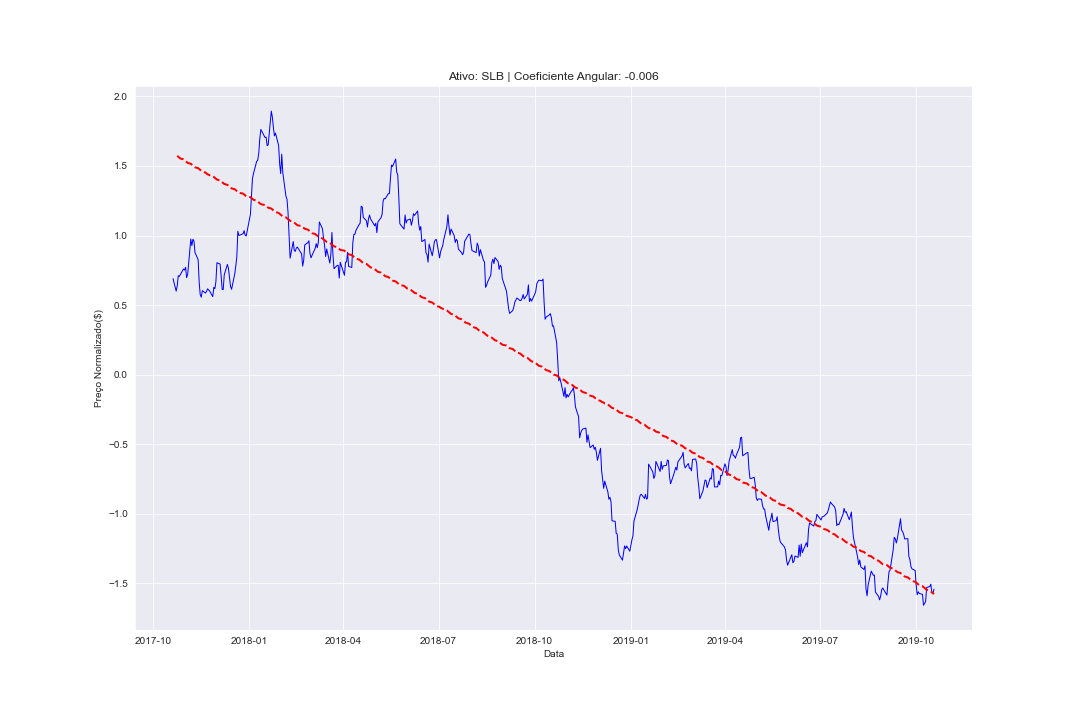 Ativo: SLB | Coeficiente Angular: -0.006
2.0
1.5
1.0
0.5
0.0
−0.5
−1.0
−1.5
Preço Normalizado($)
2017-10 2018-01 2018-04 2018-07 2018-10 2019-01 2019-04 2019-07 2019-10
Data